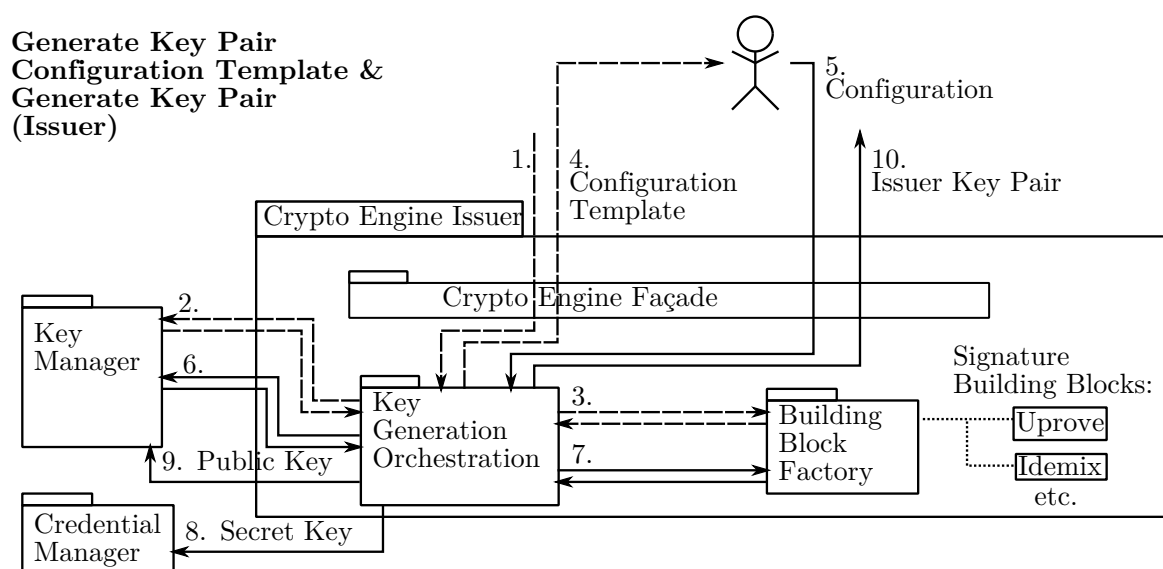 Generate Key Pair
Configuration Template &
Generate Key Pair
(Issuer)
5.
Configuration
1.
4.
Configuration
Template
10.
Issuer Key Pair
Crypto Engine Issuer
Crypto Engine Façade
2.
Key
Manager
6.
Key
Generation
Orchestration
3.
Building
Block
Factory
7.
Signature
Building Blocks:
Uprove
Idemix
etc.
9. Public Key
8. Secret Key
Credential
Manager